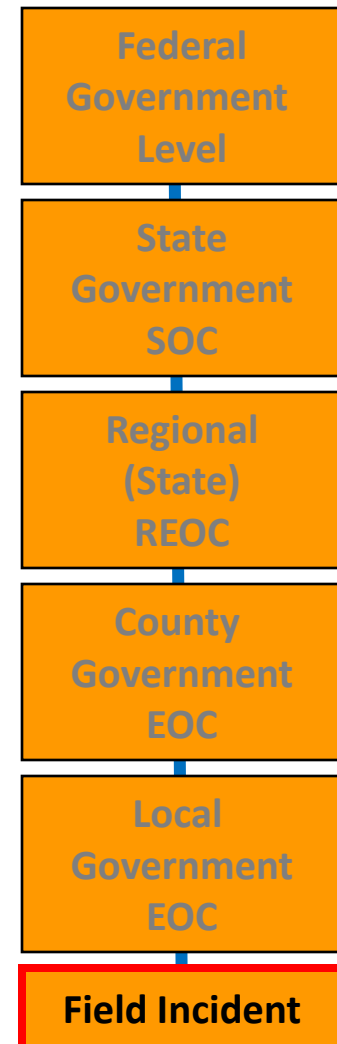 Federal
Government
Level
State
Government
SOC
Regional
(State)
REOC
County
Government
EOC
Local
Government
EOC
Field Incident